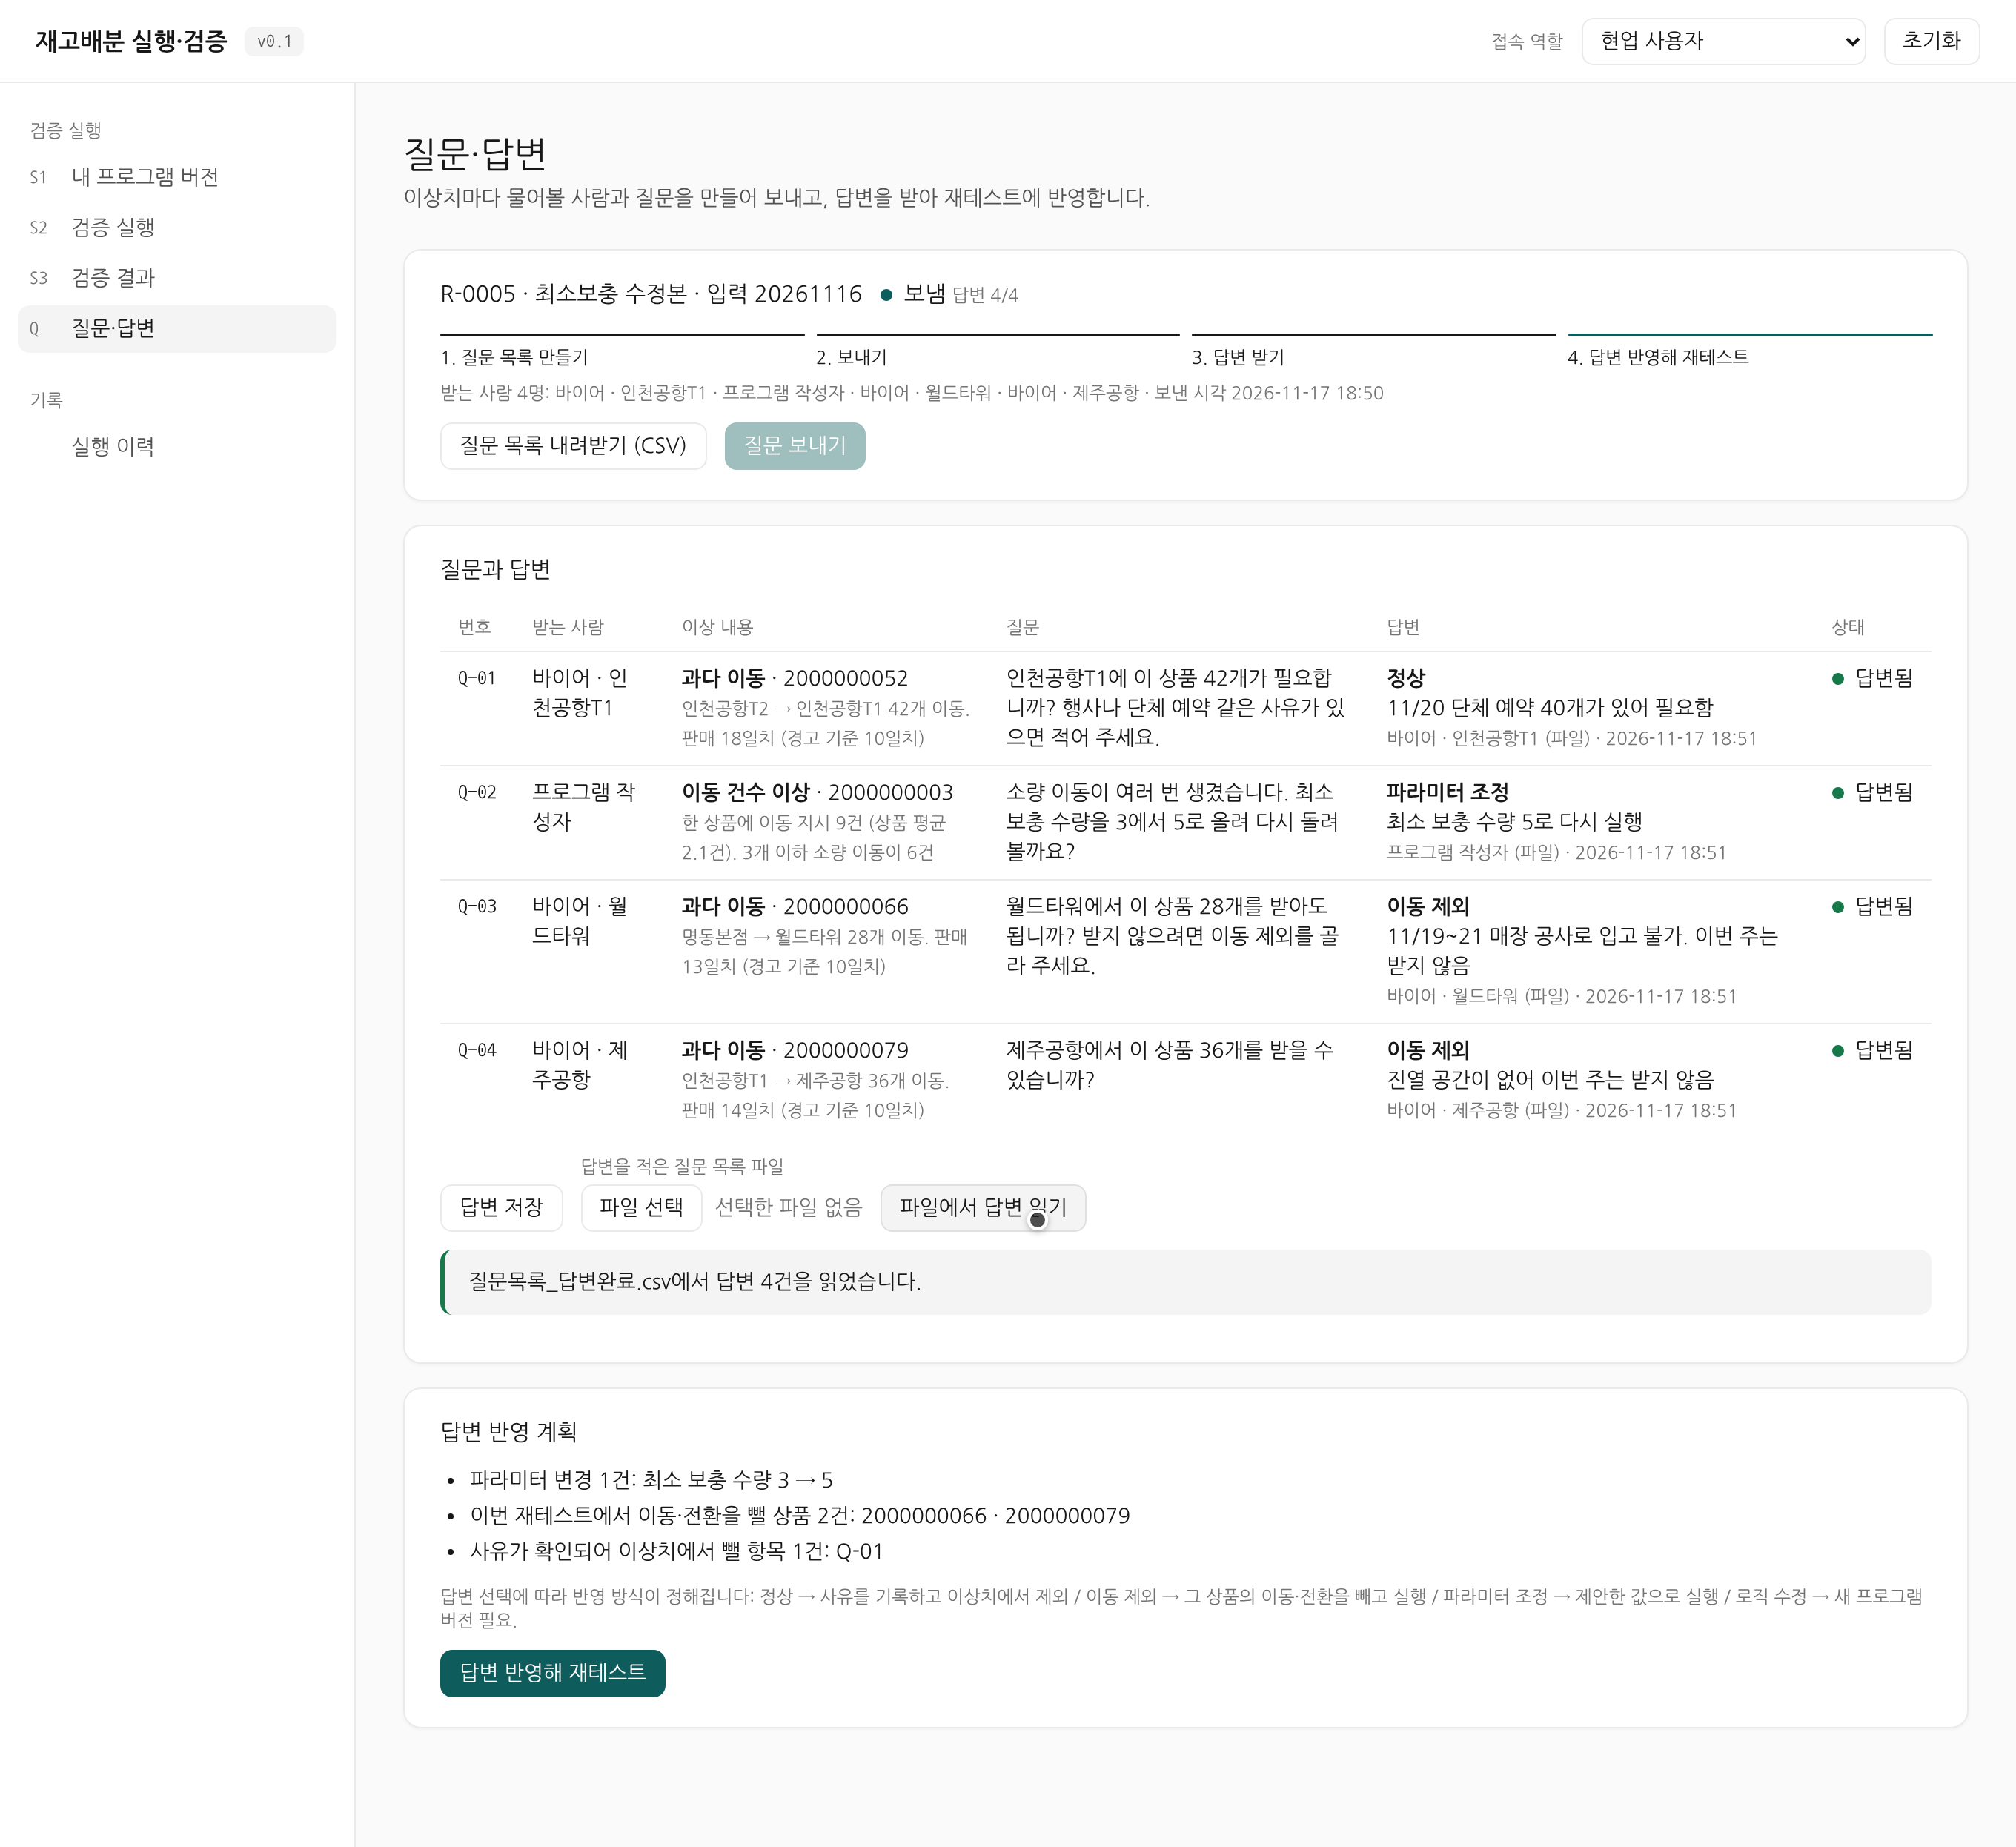 재고배분 실행·검증 v0.1 접속 역할 현업 사용자 초기화
검증 실행
S1 내 프로그램 버전
S2 검증 실행
S3 검증 결과
Q 질문·답변
기록
실행 이력
질문·답변
이상치마다 물어볼 사람과 질문을 만들어 보내고, 답변을 받아 재테스트에 반영합니다.
R-0005 · 최소보충 수정본 · 입력 20261116 보냄 답변 4/4
1. 질문 목록 만들기 2. 보내기 3. 답변 받기 4. 답변 반영해 재테스트
받는 사람 4명: 바이어 · 인천공항T1 · 프로그램 작성자 · 바이어 · 월드타워 · 바이어 · 제주공항 · 보낸 시각 2026-11-17 18:50
질문 목록 내려받기 (CSV) 질문 보내기
질문과 답변
번호 받는 사람 이상 내용 질문 답변 상태
Q-01 바이어 · 인 과다 이동 · 2000000052 인천공항T1에 이 상품 42개가 필요합 정상 답변됨
천공항T1 인천공항T2 → 인천공항T1 42개 이동. 니까? 행사나 단체 예약 같은 사유가 있 11/20 단체 예약 40개가 있어 필요함
판매 18일치 (경고 기준 10일치) 으면 적어 주세요. 바이어 · 인천공항T1 (파일) · 2026-11-17 18:51
Q-02 프로그램 작 이동 건수 이상 · 2000000003 소량 이동이 여러 번 생겼습니다. 최소 파라미터 조정 답변됨
성자 한 상품에 이동 지시 9건 (상품 평균 보충 수량을 3에서 5로 올려 다시 돌려 최소 보충 수량 5로 다시 실행
2.1건). 3개 이하 소량 이동이 6건 볼까요? 프로그램 작성자 (파일) · 2026-11-17 18:51
Q-03 바이어 · 월 과다 이동 · 2000000066 월드타워에서 이 상품 28개를 받아도 이동 제외 답변됨
드타워 명동본점 → 월드타워 28개 이동. 판매 됩니까? 받지 않으려면 이동 제외를 골 11/19~21 매장 공사로 입고 불가. 이번 주는
13일치 (경고 기준 10일치) 라 주세요. 받지 않음
바이어 · 월드타워 (파일) · 2026-11-17 18:51
Q-04 바이어 · 제 과다 이동 · 2000000079 제주공항에서 이 상품 36개를 받을 수 이동 제외 답변됨
주공항 인천공항T1 → 제주공항 36개 이동. 있습니까? 진열 공간이 없어 이번 주는 받지 않음
판매 14일치 (경고 기준 10일치) 바이어 · 제주공항 (파일) · 2026-11-17 18:51
답변을 적은 질문 목록 파일
답변 저장 파일 선택 선택한 파일 없음 파일에서 답변 읽기
질문목록_답변완료.csv에서 답변 4건을 읽었습니다.
답변 반영 계획
• 파라미터 변경 1건: 최소 보충 수량 3 → 5
• 이번 재테스트에서 이동·전환을 뺄 상품 2건: 2000000066 · 2000000079
• 사유가 확인되어 이상치에서 뺄 항목 1건: Q-01
답변 선택에 따라 반영 방식이 정해집니다: 정상 → 사유를 기록하고 이상치에서 제외 / 이동 제외 → 그 상품의 이동·전환을 빼고 실행 / 파라미터 조정 → 제안한 값으로 실행 / 로직 수정 → 새 프로그램
버전 필요.
답변 반영해 재테스트